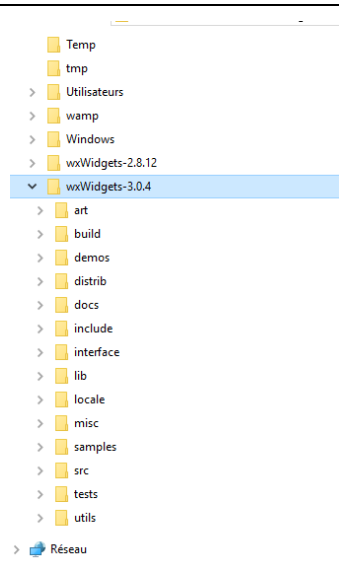 Temp
tmp
Utilisateurs
wamp
Windows
wxWidgets-2.8.12
wxWidgets-3.0.4
art
build
demos
distrib
docs
include
interface
lib
locale
misc
samples
src
tests
utils
Réseau